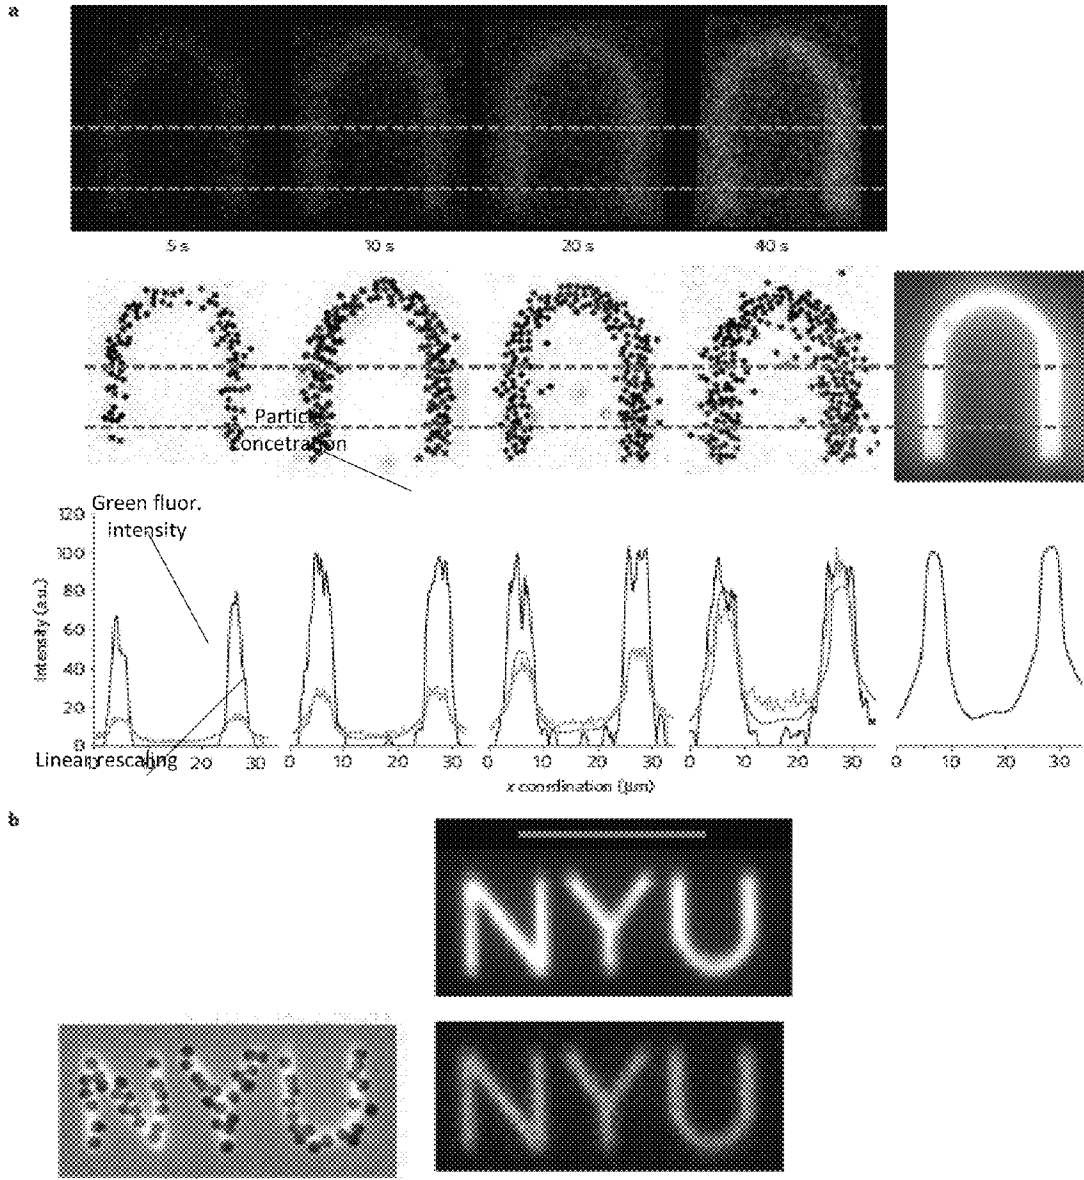 a
5 s
10 s
20 s
40 s
Particle
concetration
Green fluor.
intensity
120
100
80
60
40
20
0
Intensity (a.u.)
Linear rescaling
20 30
0 10 20 30
0 10 20 30
0 10 20 30
0 10 20 30
x coordination (μm)
b
NYU
NYU
NYU